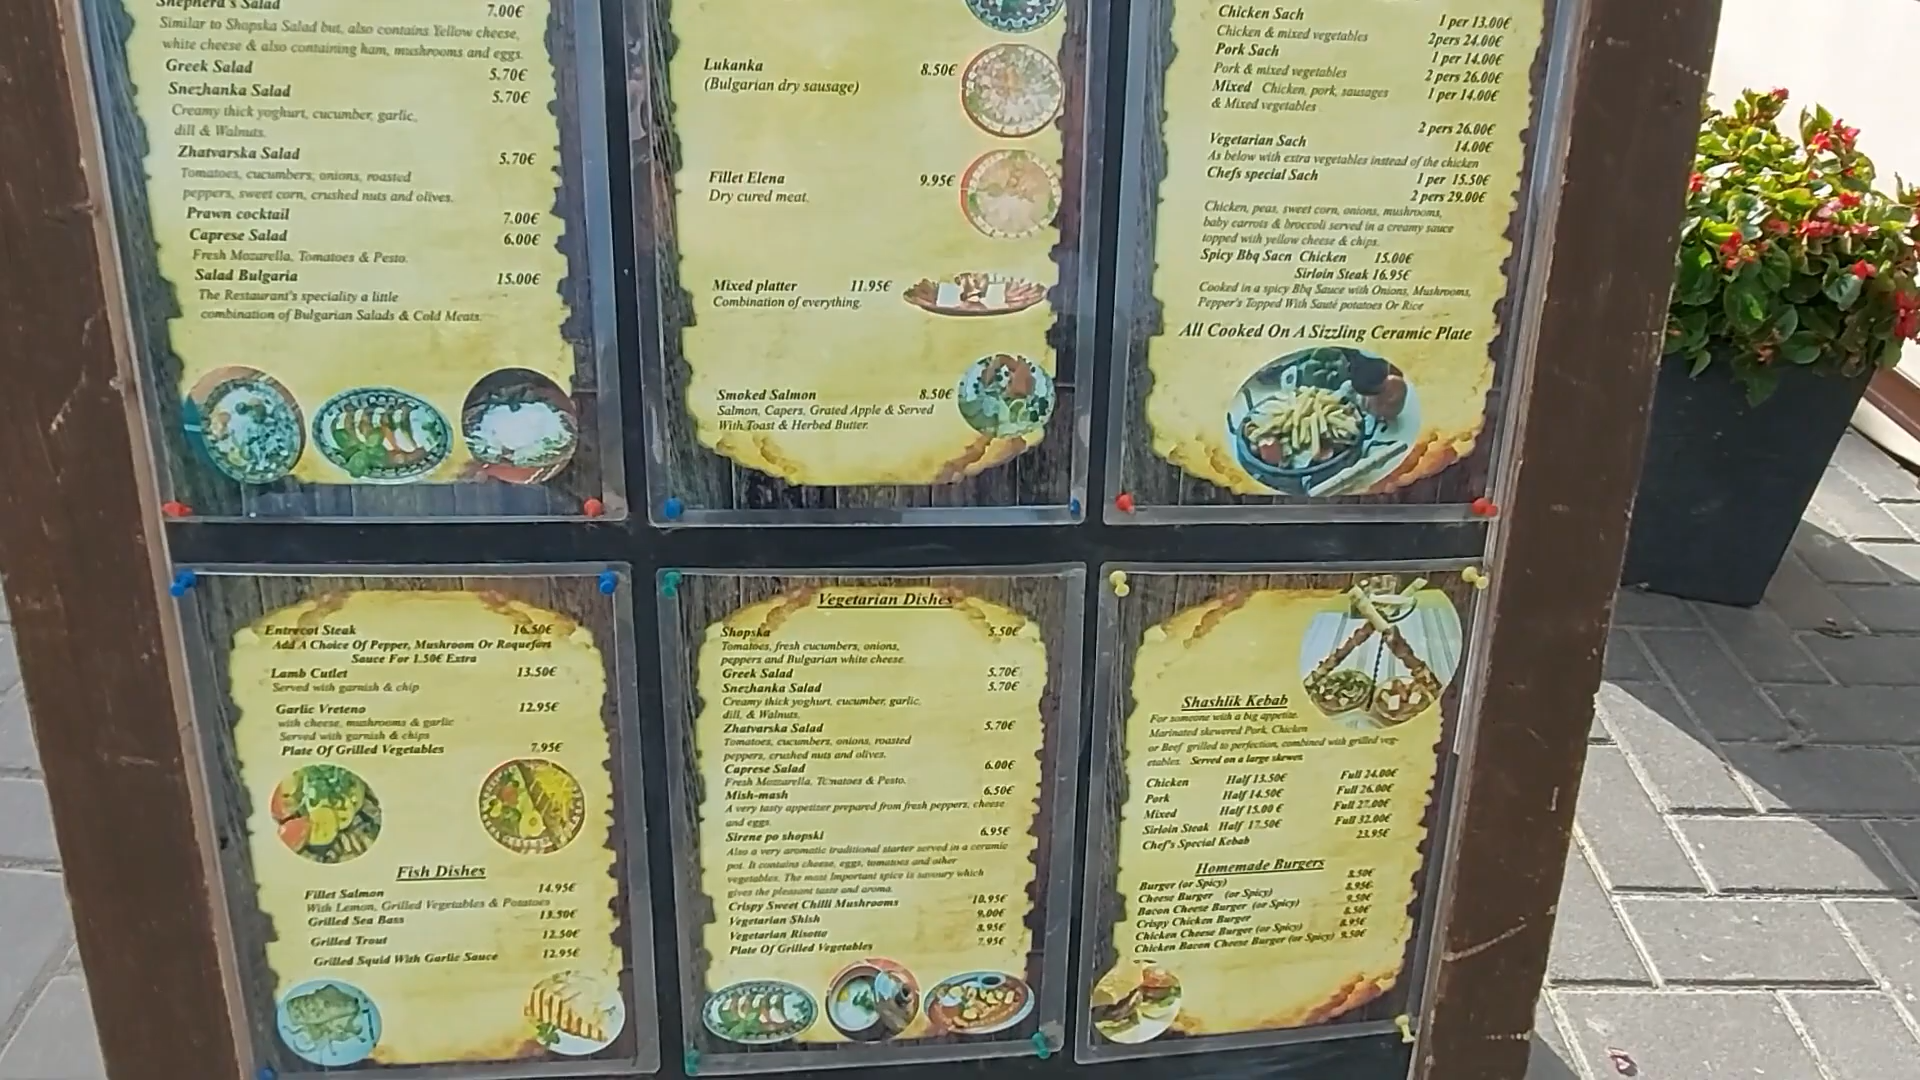 Shepherd's Salad 7.00€
Similar to Shopska Salad but, also contains Yellow cheese,
white cheese & also containing ham, mushrooms and eggs.
Greek Salad 5.70€
Snezhanka Salad 5.70€
Creamy thick yoghurt, cucumber, garlic,
dill & Walnuts.
Zhatvarska Salad 5.70€
Tomatoes, cucumbers, onions, roasted
peppers, sweet corn, crushed nuts and olives.
Prawn cocktail 7.00€
Caprese Salad 6.00€
Fresh Mozarella, Tomatoes & Pesto.
Salad Bulgaria 15.00€
The Restaurant's speciality a little
combination of Bulgarian Salads & Cold Meats.
Lukanka 8.50€
(Bulgarian dry sausage)
Fillet Elena 9.95€
Dry cured meat.
Mixed platter 11.95€
Combination of everything.
Smoked Salmon 8.50€
Salmon, Capers, Grated Apple & Served
With Toast & Herbed Butter.
Chicken Sach 1 per 13.00€
Chicken & mixed vegetables 2pers 24.00€
Pork Sach 1 per 14.00€
Pork & mixed vegetables 2 pers 26.00€
Mixed Chicken, pork, sausages 1 per 14.00€
& Mixed vegetables
2 pers 26.00€
Vegetarian Sach 14.00€
As below with extra vegetables instead of the chicken
Chefs special Sach 1 per 15.50€
2 pers 29.00€
Chicken, peas, sweet corn, onions, mushrooms,
baby carrots & broccoli served in a creamy sauce
topped with yellow cheese & chips.
Spicy Bbq Sacn Chicken 15.00€
Sirloin Steak 16.95€
Cooked in a spicy Bbq Sauce with Onions, Mushrooms,
Pepper's Topped With Sauté potatoes Or Rice
All Cooked On A Sizzling Ceramic Plate
Entrecot Steak 16.50€
Add A Choice Of Pepper, Mushroom Or Roquefort
Sauce For 1.50€ Extra
Lamb Cutlet 13.50€
Served with garnish & chip
Garlic Vreteno 12.95€
with cheese, mushrooms & garlic
Served with garnish & chips
Plate Of Grilled Vegetables 7.95€
Fish Dishes
Fillet Salmon 14.95€
With Lemon, Grilled Vegetables & Potatoes
Grilled Sea Bass 13.50€
Grilled Trout 12.50€
Grilled Squid With Garlic Sauce 12.95€
Vegetarian Dishes
Shopska 5.50€
Tomatoes, fresh cucumbers, onions,
peppers and Bulgarian white cheese.
Greek Salad 5.70€
Snezhanka Salad 5.70€
Creamy thick yoghurt, cucumber, garlic,
dill, & Walnuts.
Zhatvarska Salad 5.70€
Tomatoes, cucumbers, onions, roasted
peppers, crushed nuts and olives.
Caprese Salad 6.00€
Fresh Mozzarella, Tomatoes & Pesto.
Mish-mash 6.50€
A very tasty appetizer prepared from fresh peppers, cheese
and eggs.
Sirene po shopski 6.95€
Also a very aromatic traditional starter served in a ceramic
pot. It contains cheese, eggs, tomatoes and other
vegetables. The most important spice is savoury which
gives the pleasant taste and aroma.
Crispy Sweet Chilli Mushrooms 10.95€
Vegetarian Shish 9.00€
Vegetarian Risotto 8.95€
Plate Of Grilled Vegetables 7.95€
Shashlik Kebab
For someone with a big appetite.
Marinated skewered Pork, Chicken
or Beef grilled to perfection, combined with grilled veg-
etables. Served on a large skewer.
Chicken Half 13.50€ Full 24.00€
Pork Half 14.50€ Full 26.00€
Mixed Half 15.00 € Full 27.00€
Sirloin Steak Half 17.50€ Full 32.00€
Chef's Special Kebab 23.95€
Homemade Burgers
Burger (or Spicy) 8.50€
Cheese Burger (or Spicy) 8.95€
Bacon Cheese Burger (or Spicy) 9.50€
Crispy Chicken Burger 8.50€
Chicken Cheese Burger (or Spicy) 8.95€
Chicken Bacon Cheese Burger (or Spicy) 9.50€